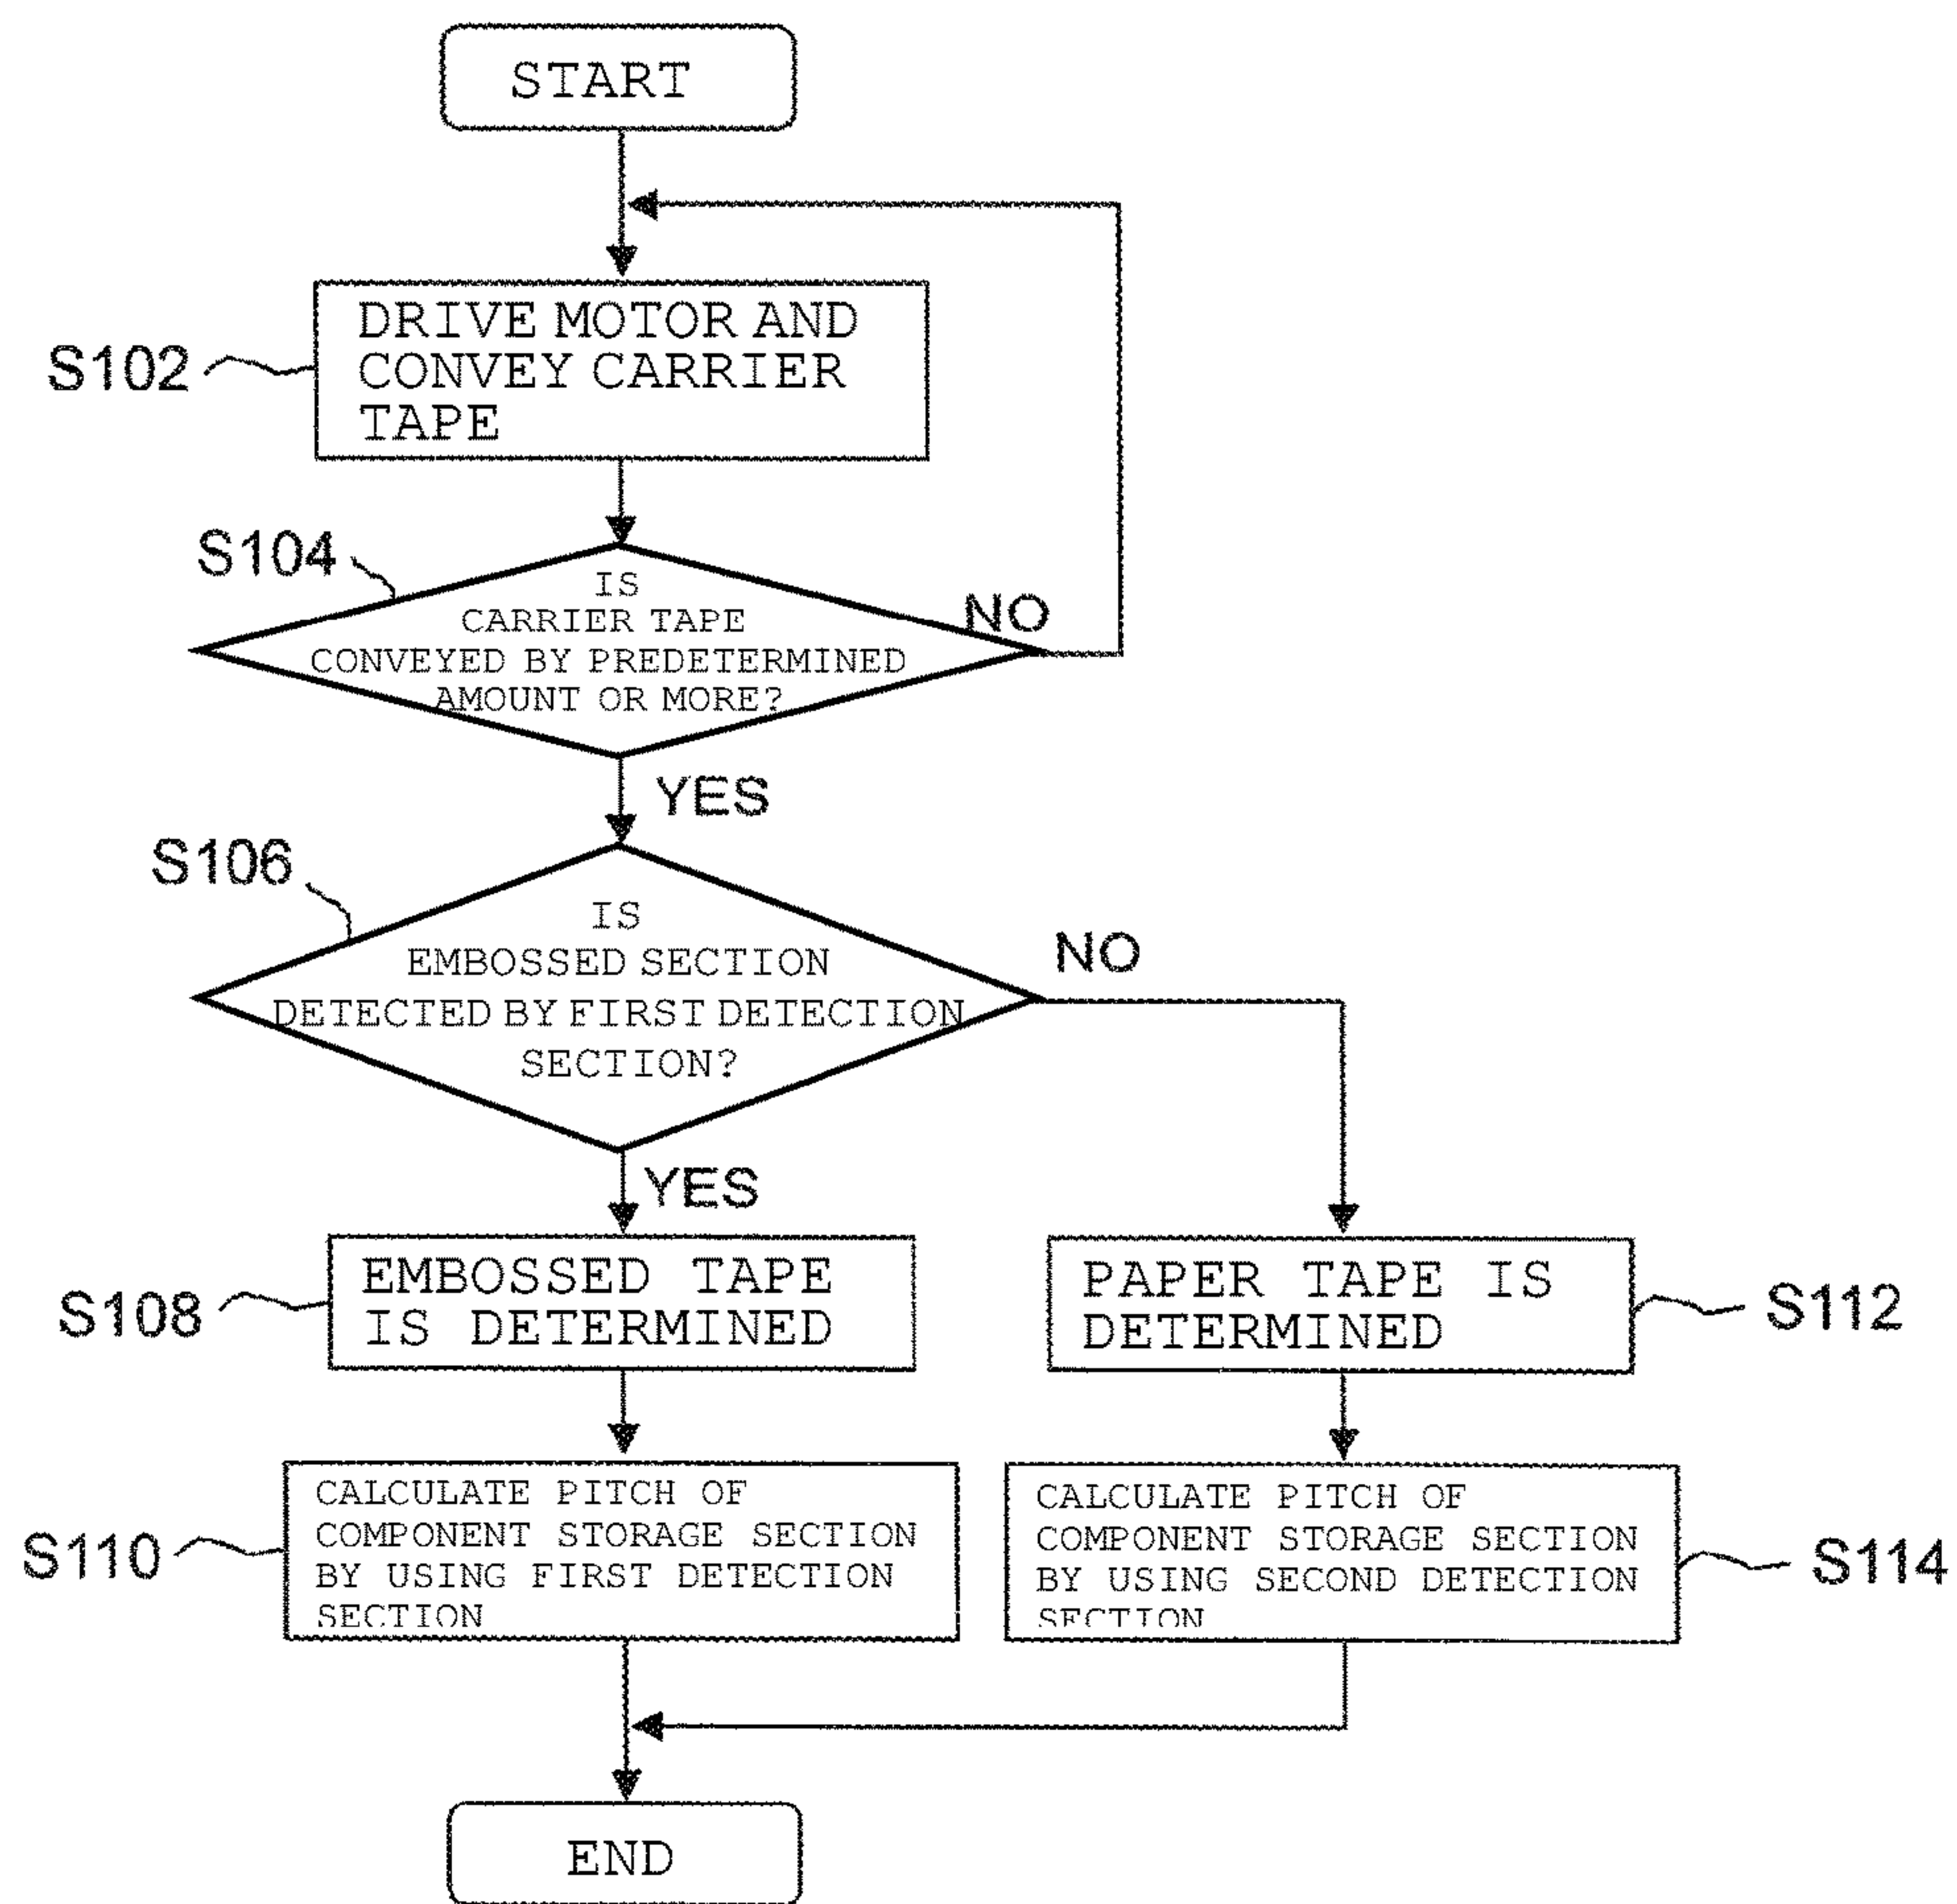 START
S102
DRIVE MOTOR AND
CONVEY CARRIER
TAPE
S104
IS
CARRIER TAPE
CONVEYED BY PREDETERMINED
AMOUNT OR MORE?
NO
YES
S106
IS
EMBOSSED SECTION
DETECTED BY FIRST DETECTION
SECTION?
NO
YES
S108
EMBOSSED TAPE
IS DETERMINED
PAPER TAPE IS
DETERMINED
S112
S110
CALCULATE PITCH OF
COMPONENT STORAGE SECTION
BY USING FIRST DETECTION
SECTION
CALCULATE PITCH OF
COMPONENT STORAGE SECTION
BY USING SECOND DETECTION
SECTION
S114
END